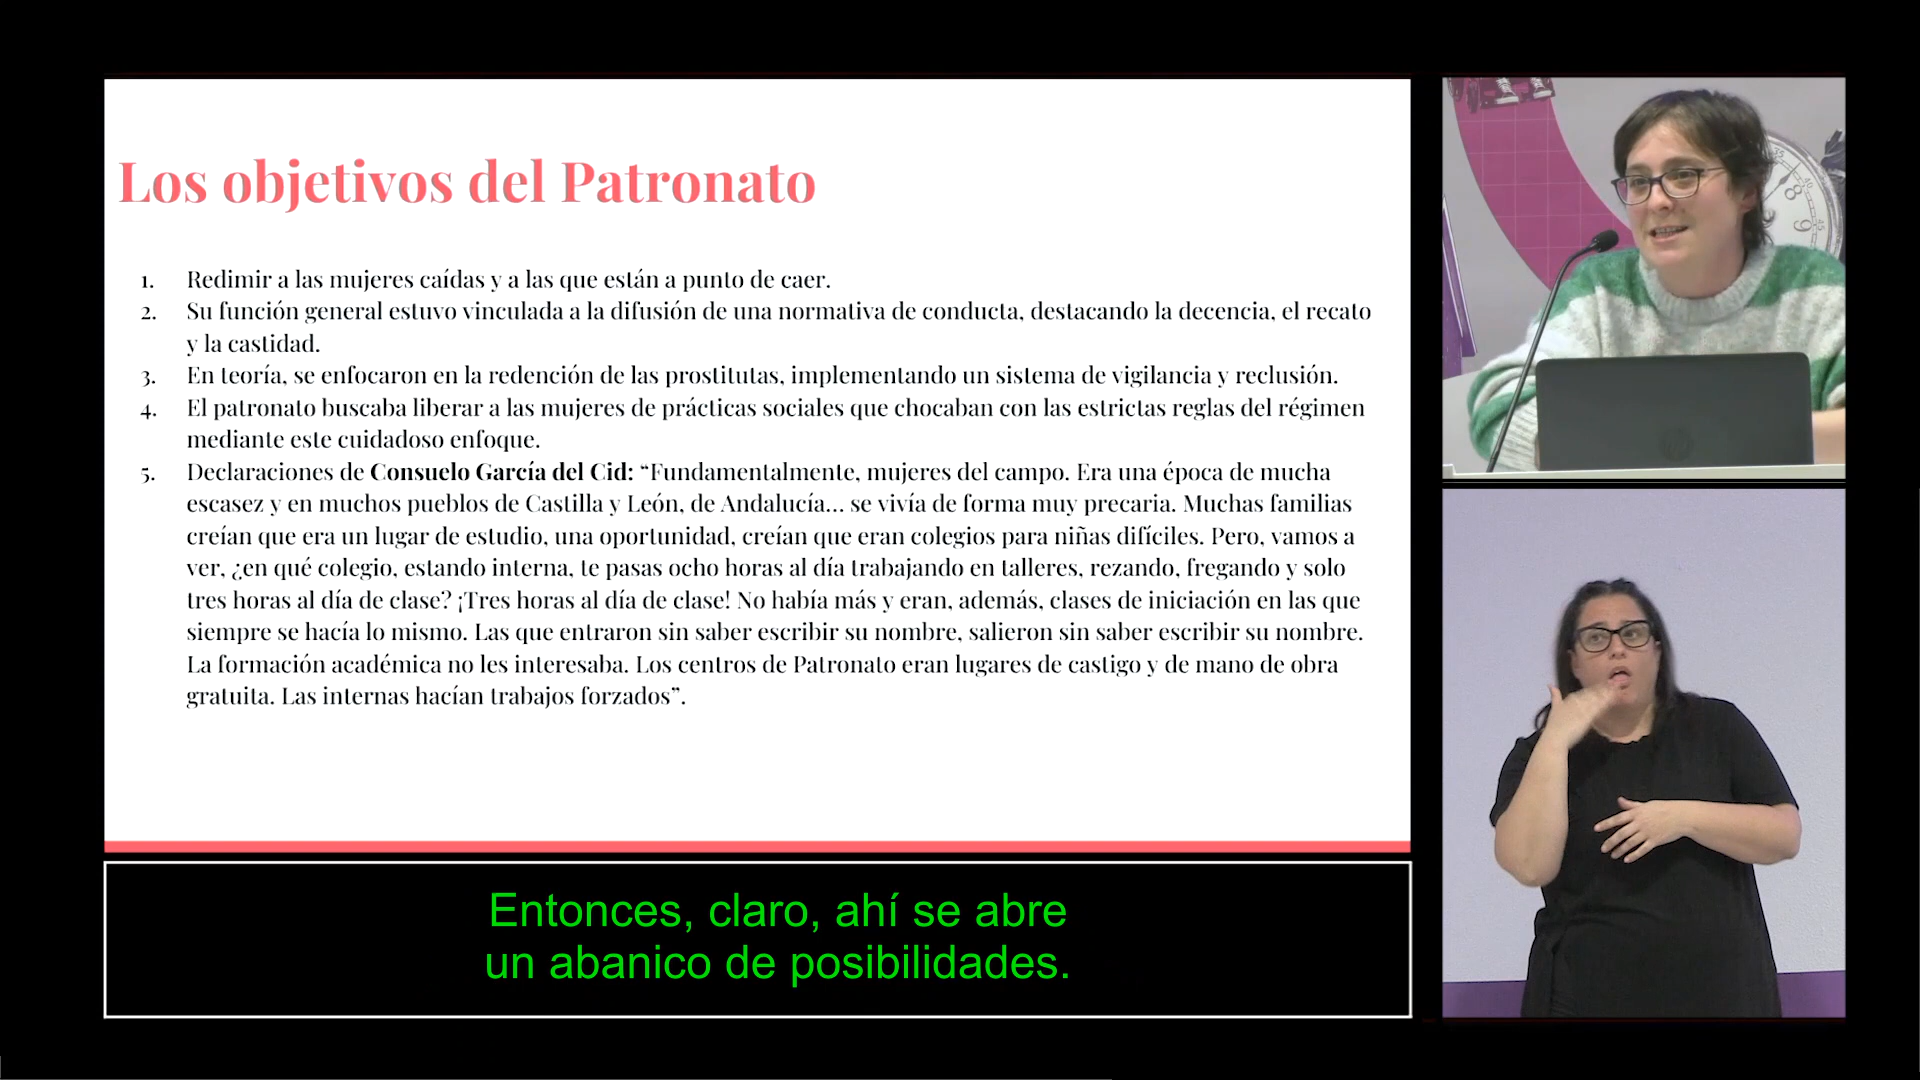 Los objetivos del Patronato
1. Redimir a las mujeres caídas y a las que están a punto de caer.
2. Su función general estuvo vinculada a la difusión de una normativa de conducta, destacando la decencia, el recato
y la castidad.
3. En teoría, se enfocaron en la redención de las prostitutas, implementando un sistema de vigilancia y reclusión.
4. El patronato buscaba liberar a las mujeres de prácticas sociales que chocaban con las estrictas reglas del régimen
mediante este cuidadoso enfoque.
5. Declaraciones de Consuelo García del Cid: “Fundamentalmente, mujeres del campo. Era una época de mucha
escasez y en muchos pueblos de Castilla y León, de Andalucía... se vivía de forma muy precaria. Muchas familias
creían que era un lugar de estudio, una oportunidad, creían que eran colegios para niñas difíciles. Pero, vamos a
ver, ¿en qué colegio, estando interna, te pasas ocho horas al día trabajando en talleres, rezando, fregando y solo
tres horas al día de clase? ¡Tres horas al día de clase! No había más y eran, además, clases de iniciación en las que
siempre se hacía lo mismo. Las que entraron sin saber escribir su nombre, salieron sin saber escribir su nombre.
La formación académica no les interesaba. Los centros de Patronato eran lugares de castigo y de mano de obra
gratuita. Las internas hacían trabajos forzados”.
Entonces, claro, ahí se abre
un abanico de posibilidades.